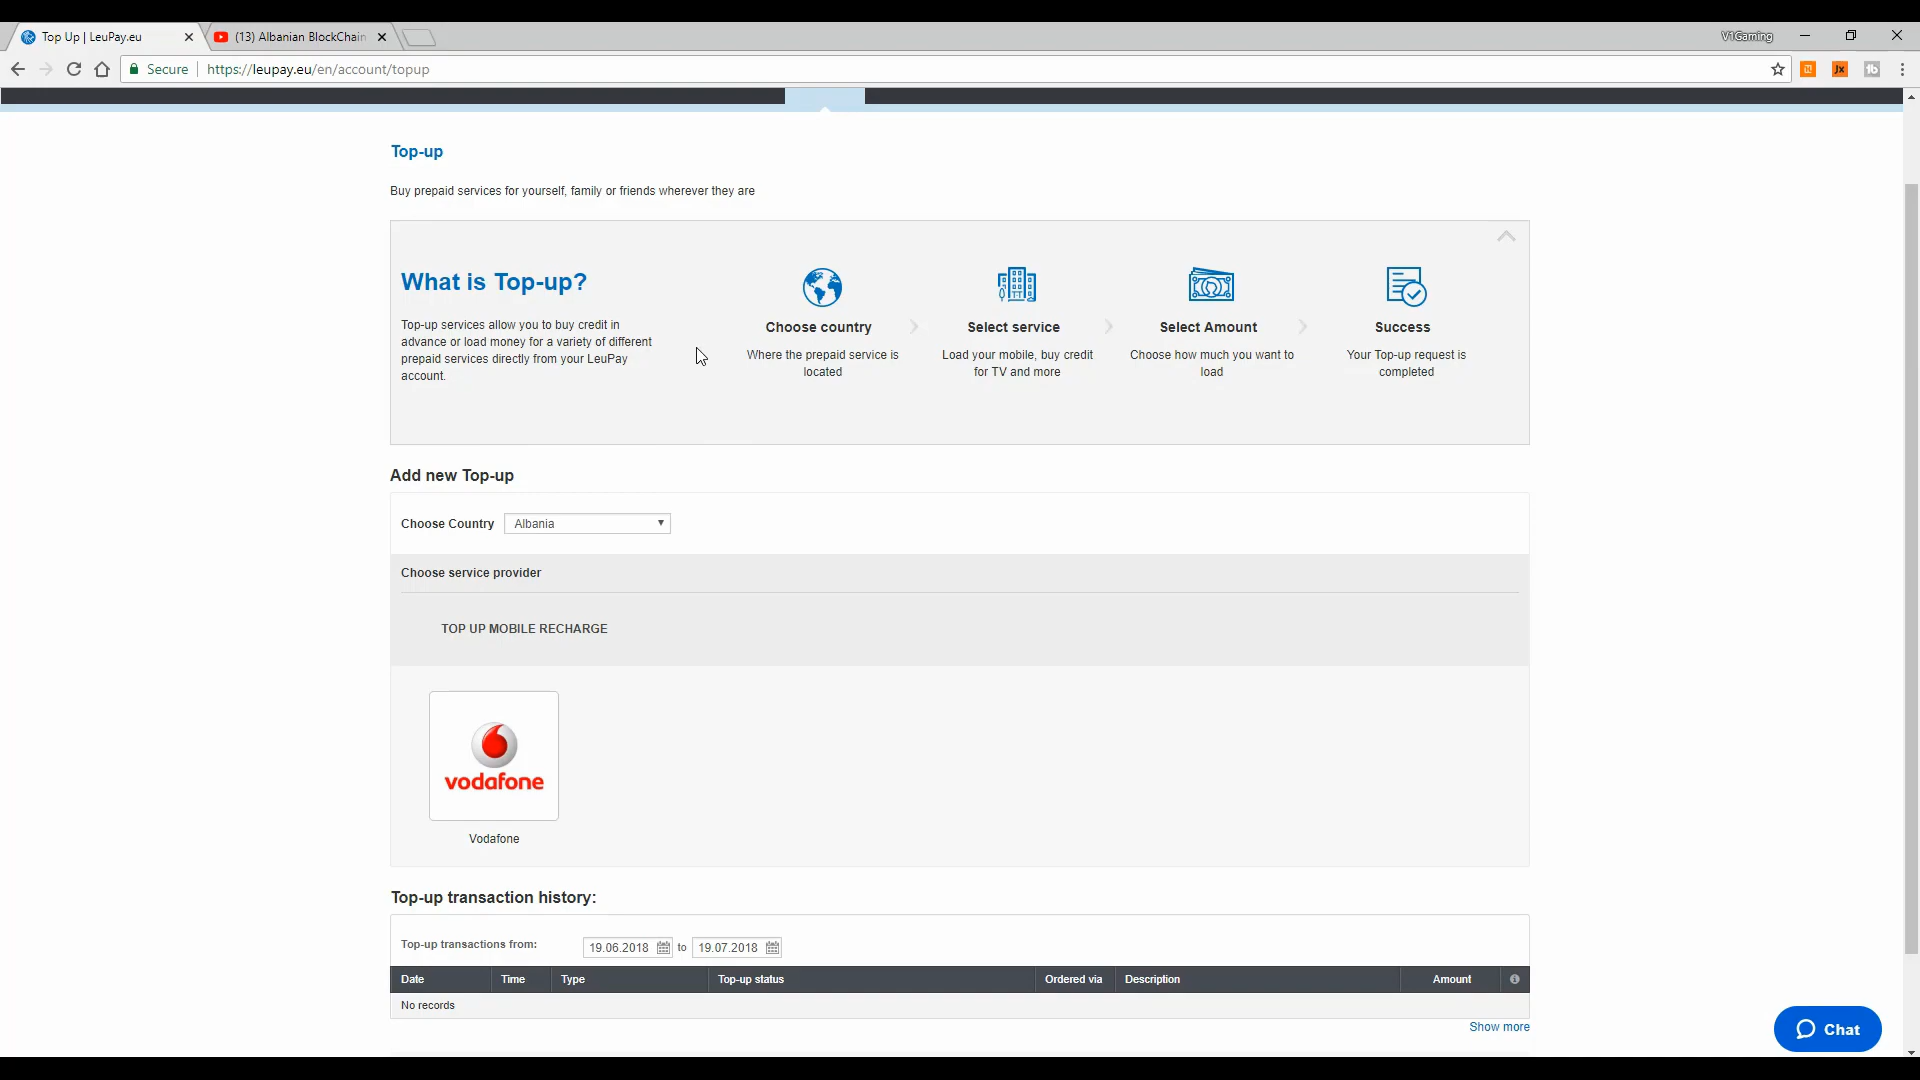 Top Up | LeuPay.eu
(13) Albanian BlockChain
V1Gaming
Secure
https://leupay.eu/en/account/topup
Jx
tb
Top-up
Buy prepaid services for yourself, family or friends wherever they are
What is Top-up?
Top-up services allow you to buy credit in
advance or load money for a variety of different
prepaid services directly from your LeuPay
account.
Choose country
Where the prepaid service is
located
Select service
Load your mobile, buy credit
for TV and more
Select Amount
Choose how much you want to
load
Success
Your Top-up request is
completed
Add new Top-up
Choose Country
Albania
Choose service provider
TOP UP MOBILE RECHARGE
vodafone
Vodafone
Top-up transaction history:
Top-up transactions from: 19.06.2018 to 19.07.2018
Date Time Type Top-up status Ordered via Description Amount
No records
Show more
Chat